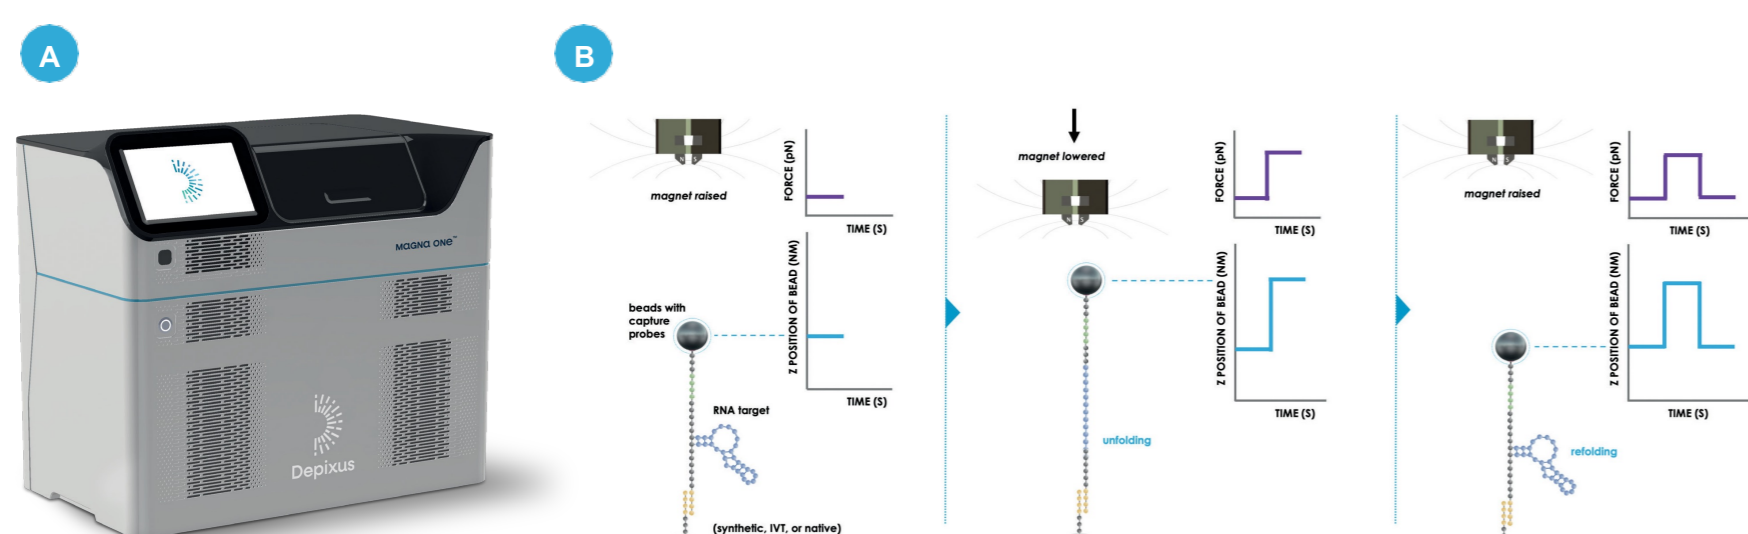 A
B
MAGNA ONE™
Depixus
magnet raised
FORCE (pN)
TIME (S)
Z POSITION OF BEAD (NM)
TIME (S)
beads with
capture
probes
RNA target
(synthetic, IVT, or native)
magnet lowered
N S
FORCE (pN)
TIME (S)
Z POSITION OF BEAD (NM)
TIME (S)
unfolding
magnet raised
N S
FORCE (pN)
TIME (S)
Z POSITION OF BEAD (NM)
TIME (S)
refolding
N S